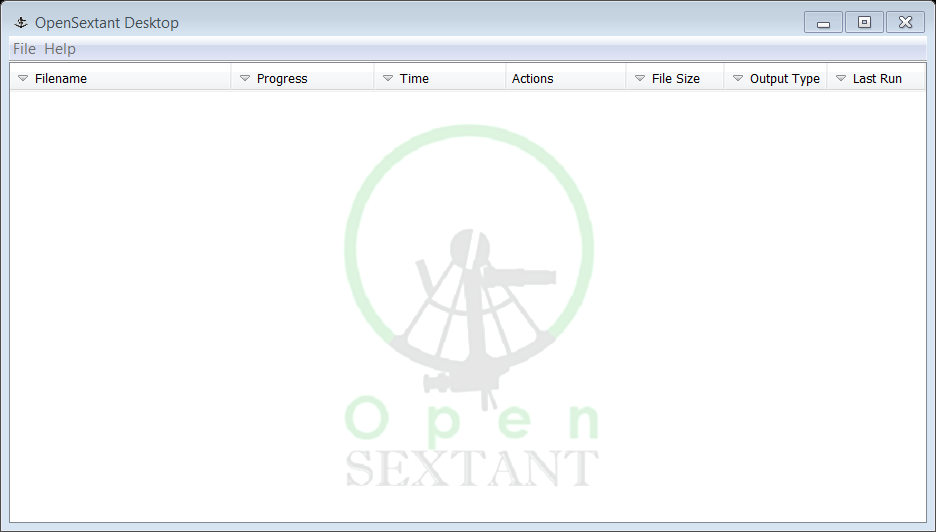 OpenSextant Desktop
File Help
Filename Progress Time Actions File Size Output Type Last Run
Open
SEXTANT